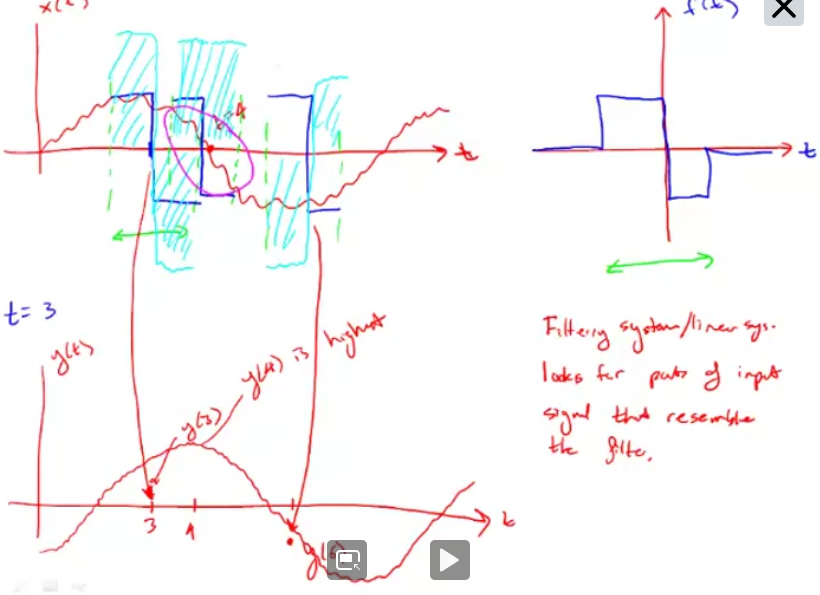 x(t)
f(t)
t=4
t
t
t = 3
y(t)
y(4) is highest
y(3)
Filtering system/linear sys.
looks for parts of input
signal that resemble
the filter.
3
4
t